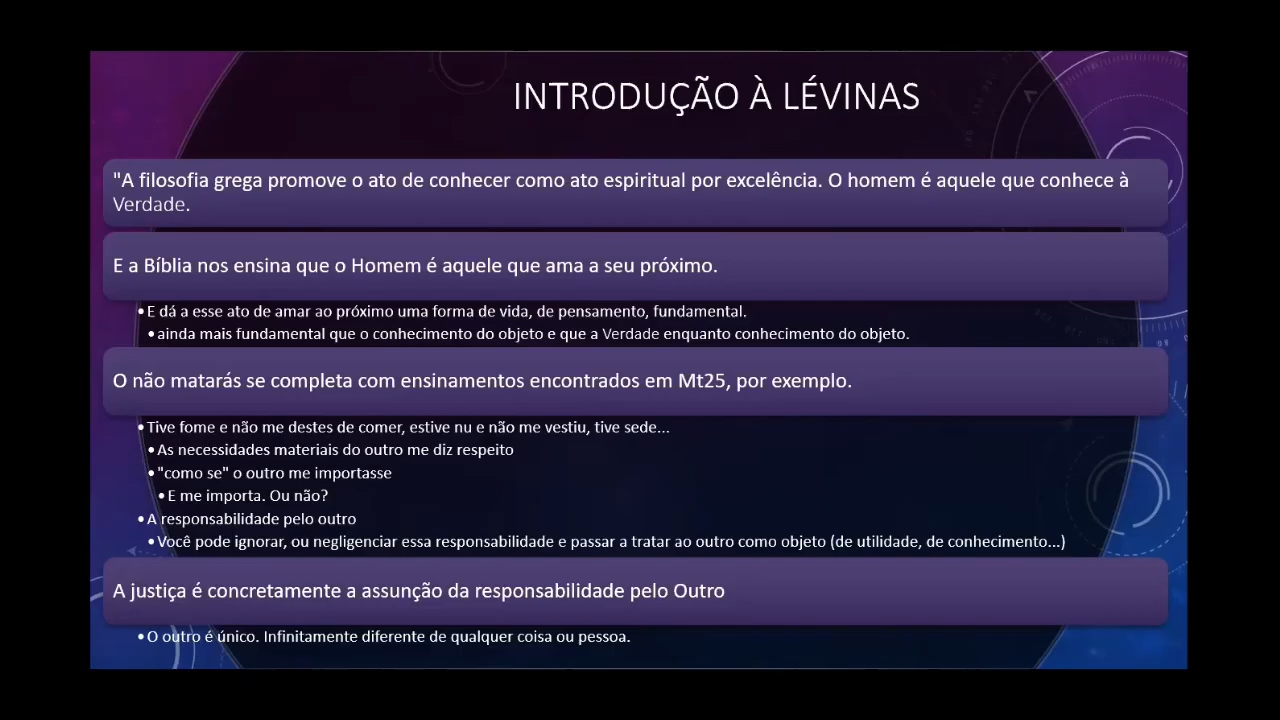 INTRODUÇÃO À LÉVINAS
"A filosofia grega promove o ato de conhecer como ato espiritual por excelência. O homem é aquele que conhece à
Verdade.
E a Bíblia nos ensina que o Homem é aquele que ama a seu próximo.
•E dá a esse ato de amar ao próximo uma forma de vida, de pensamento, fundamental.
•ainda mais fundamental que o conhecimento do objeto e que a Verdade enquanto conhecimento do objeto.
O não matarás se completa com ensinamentos encontrados em Mt25, por exemplo.
•Tive fome e não me destes de comer, estive nu e não me vestiu, tive sede...
•As necessidades materiais do outro me diz respeito
•"como se" o outro me importasse
•E me importa. Ou não?
•A responsabilidade pelo outro
•Você pode ignorar, ou negligenciar essa responsabilidade e passar a tratar ao outro como objeto (de utilidade, de conhecimento...)
A justiça é concretamente a assunção da responsabilidade pelo Outro
•O outro é único. Infinitamente diferente de qualquer coisa ou pessoa.